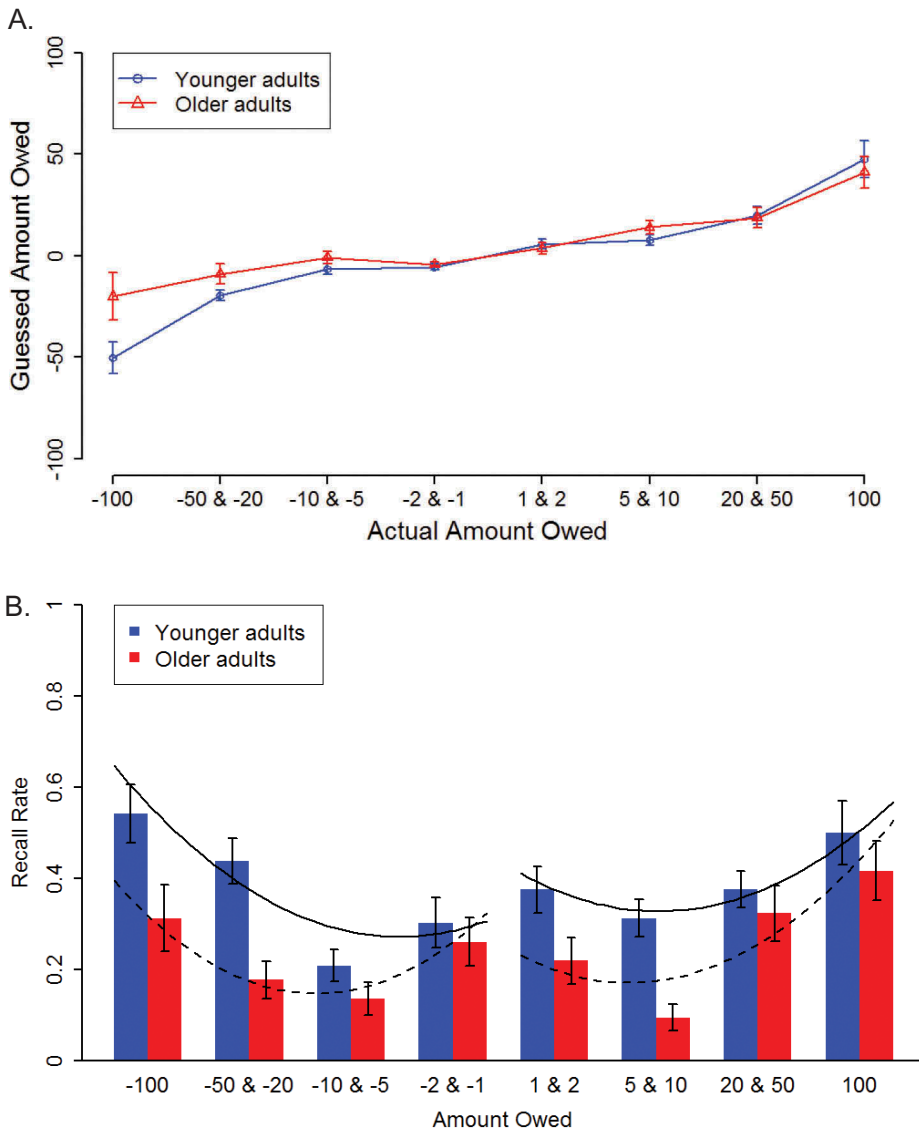 A.
Younger adults
Older adults
100
50
0
-50
-100
Guessed Amount Owed
-100 -50 & -20 -10 & -5 -2 & -1 1 & 2 5 & 10 20 & 50 100
Actual Amount Owed
B.
Younger adults
Older adults
1
0.8
0.6
0.4
0.2
0
Recall Rate
-100 -50 & -20 -10 & -5 -2 & -1 1 & 2 5 & 10 20 & 50 100
Amount Owed